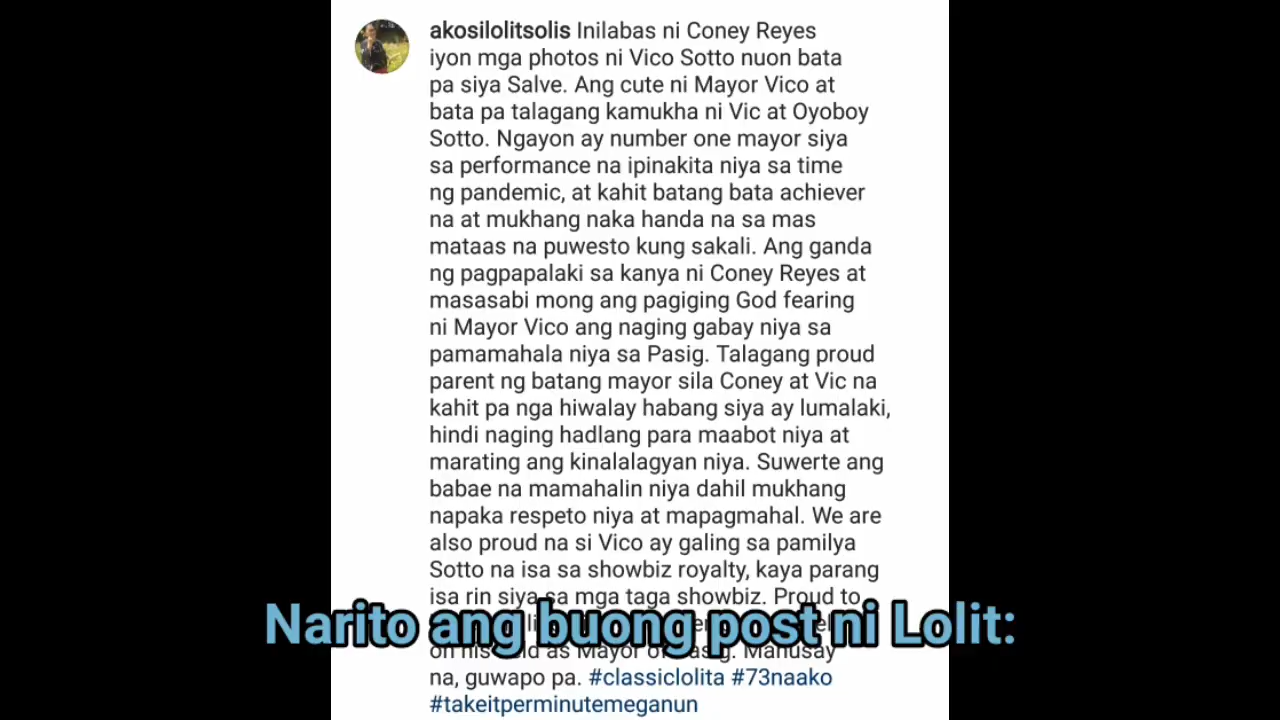 akosilolitsolis Inilabas ni Coney Reyes
iyon mga photos ni Vico Sotto nuon bata
pa siya Salve. Ang cute ni Mayor Vico at
bata pa talagang kamukha ni Vic at Oyoboy
Sotto. Ngayon ay number one mayor siya
sa performance na ipinakita niya sa time
ng pandemic, at kahit batang bata achiever
na at mukhang naka handa na sa mas
mataas na puwesto kung sakali. Ang ganda
ng pagpapalaki sa kanya ni Coney Reyes at
masasabi mong ang pagiging God fearing
ni Mayor Vico ang naging gabay niya sa
pamamahala niya sa Pasig. Talagang proud
parent ng batang mayor sila Coney at Vic na
kahit pa nga hiwalay habang siya ay lumalaki,
hindi naging hadlang para maabot niya at
marating ang kinalalagyan niya. Suwerte ang
babae na mamahalin niya dahil mukhang
napaka respeto niya at mapagmahal. We are
also proud na si Vico ay galing sa pamilya
Sotto na isa sa showbiz royalty, kaya parang
isa rin siya sa mga taga showbiz. Proud to
Narito ang buong post ni Lolit:
on his as Mayor of Pasig. Mahusay
na, guwapo pa. #classiclolita #73naako
#takeitperminutemeganun